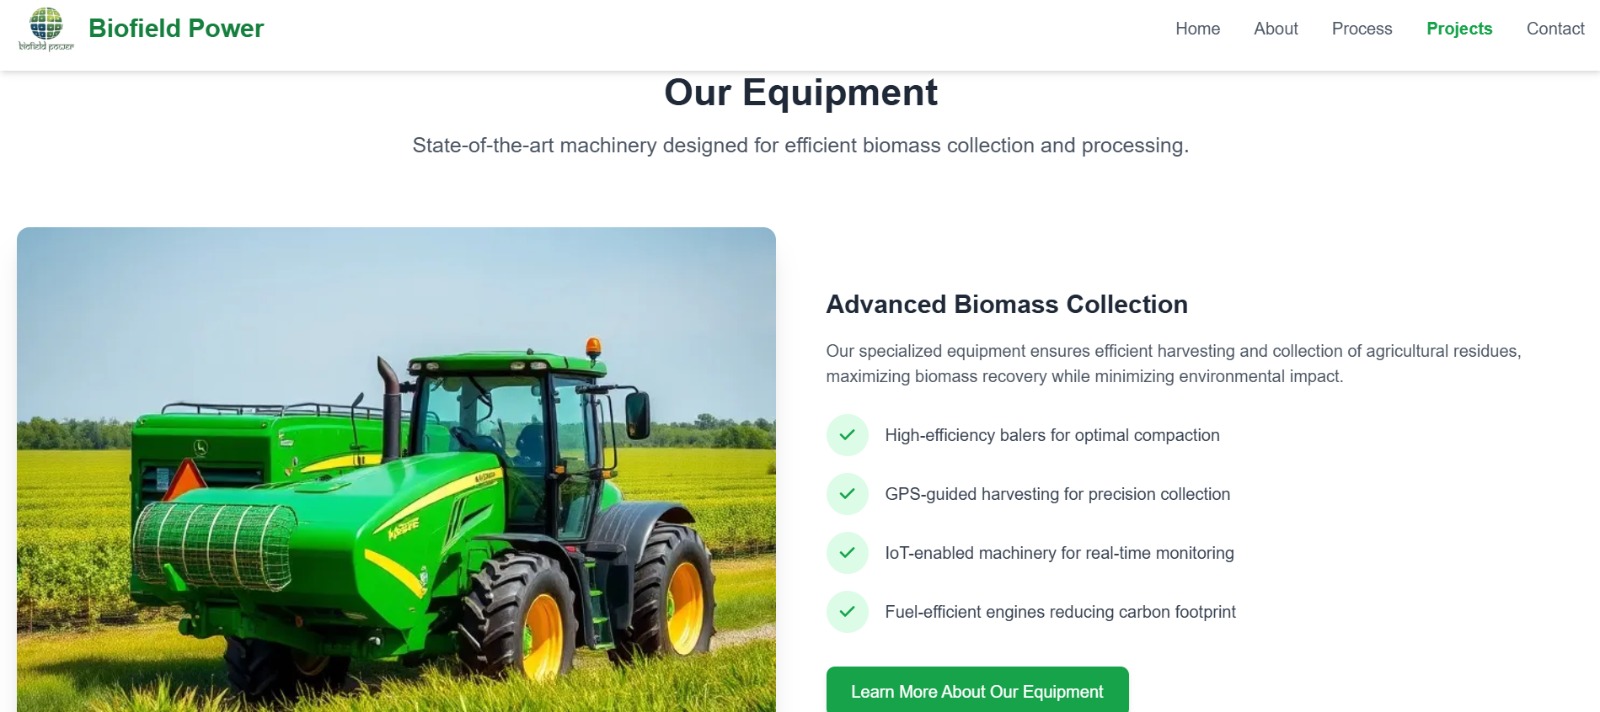 biofield power
Biofield Power
Home
About
Process
Projects
Contact
Our Equipment
State-of-the-art machinery designed for efficient biomass collection and processing.
Advanced Biomass Collection
Our specialized equipment ensures efficient harvesting and collection of agricultural residues,
maximizing biomass recovery while minimizing environmental impact.
High-efficiency balers for optimal compaction
GPS-guided harvesting for precision collection
IoT-enabled machinery for real-time monitoring
Fuel-efficient engines reducing carbon footprint
Learn More About Our Equipment